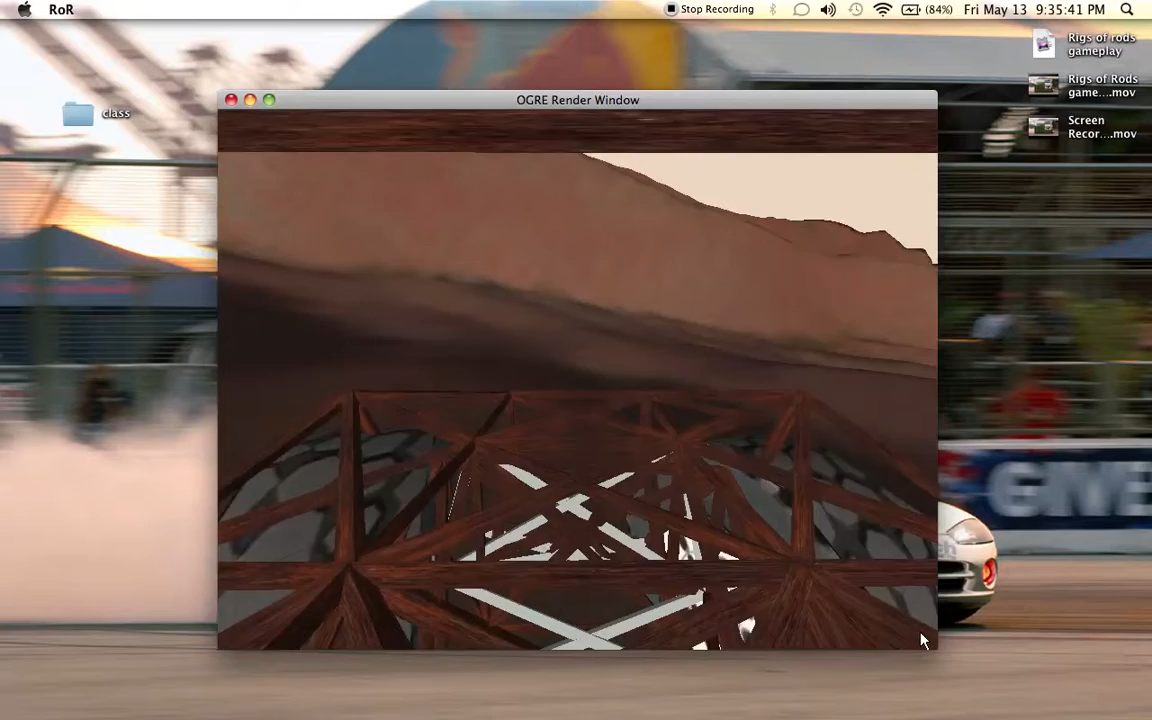 RoR
Stop Recording
(84%)
Fri May 13
9:35:41 PM
Rigs of rods
gameplay
Rigs of Rods
game....mov
Screen
Recor...mov
class
OGRE Render Window